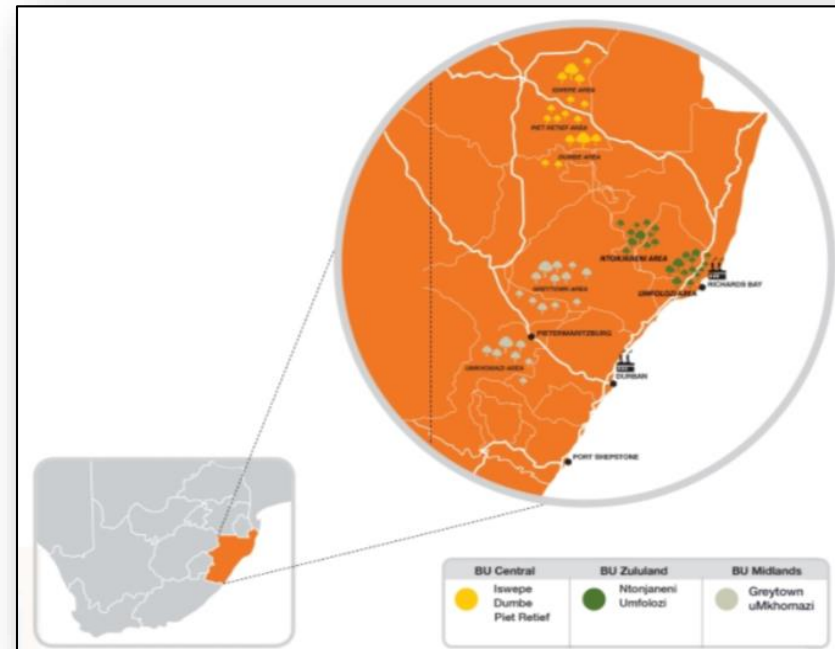 ISWEPE AREA
PIET RETIEF AREA
DUMBE AREA
NTONJANENI AREA
UMFOLOZI AREA
RICHARDS BAY
GREYTOWN AREA
PIETERMARITZBURG
UMKHOMAZI AREA
DURBAN
PORT SHEPSTONE
BU Central
Iswepe
Dumbe
Piet Retief
BU Zululand
Ntonjaneni
Umfolozi
BU Midlands
Greytown
uMkhomazi